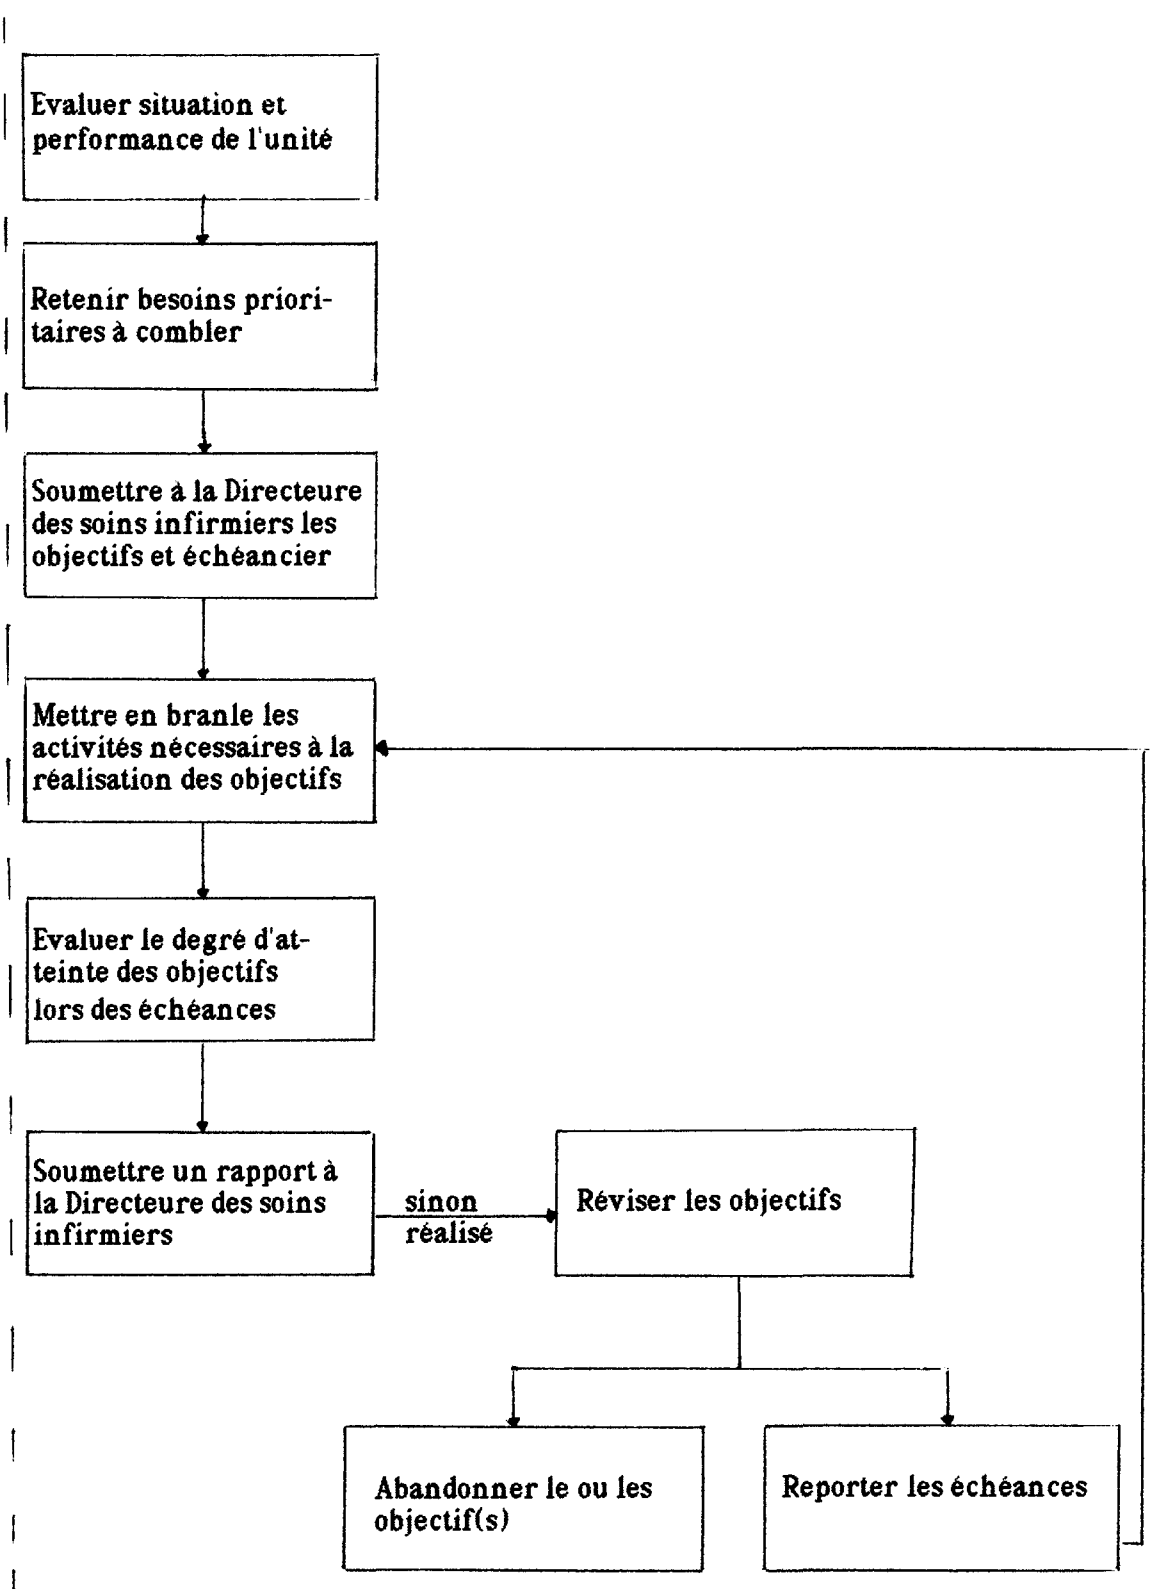 Evaluer situation et
performance de l'unité
Retenir besoins priori-
taires à combler
Soumettre à la Directeure
des soins infirmiers les
objectifs et échéancier
Mettre en branle les
activités nécessaires à la
réalisation des objectifs
Evaluer le degré d'at-
teinte des objectifs
lors des échéances
Soumettre un rapport à
la Directeure des soins
infirmiers
sinon
réalisé
Réviser les objectifs
Abandonner le ou les
objectif(s)
Reporter les échéances